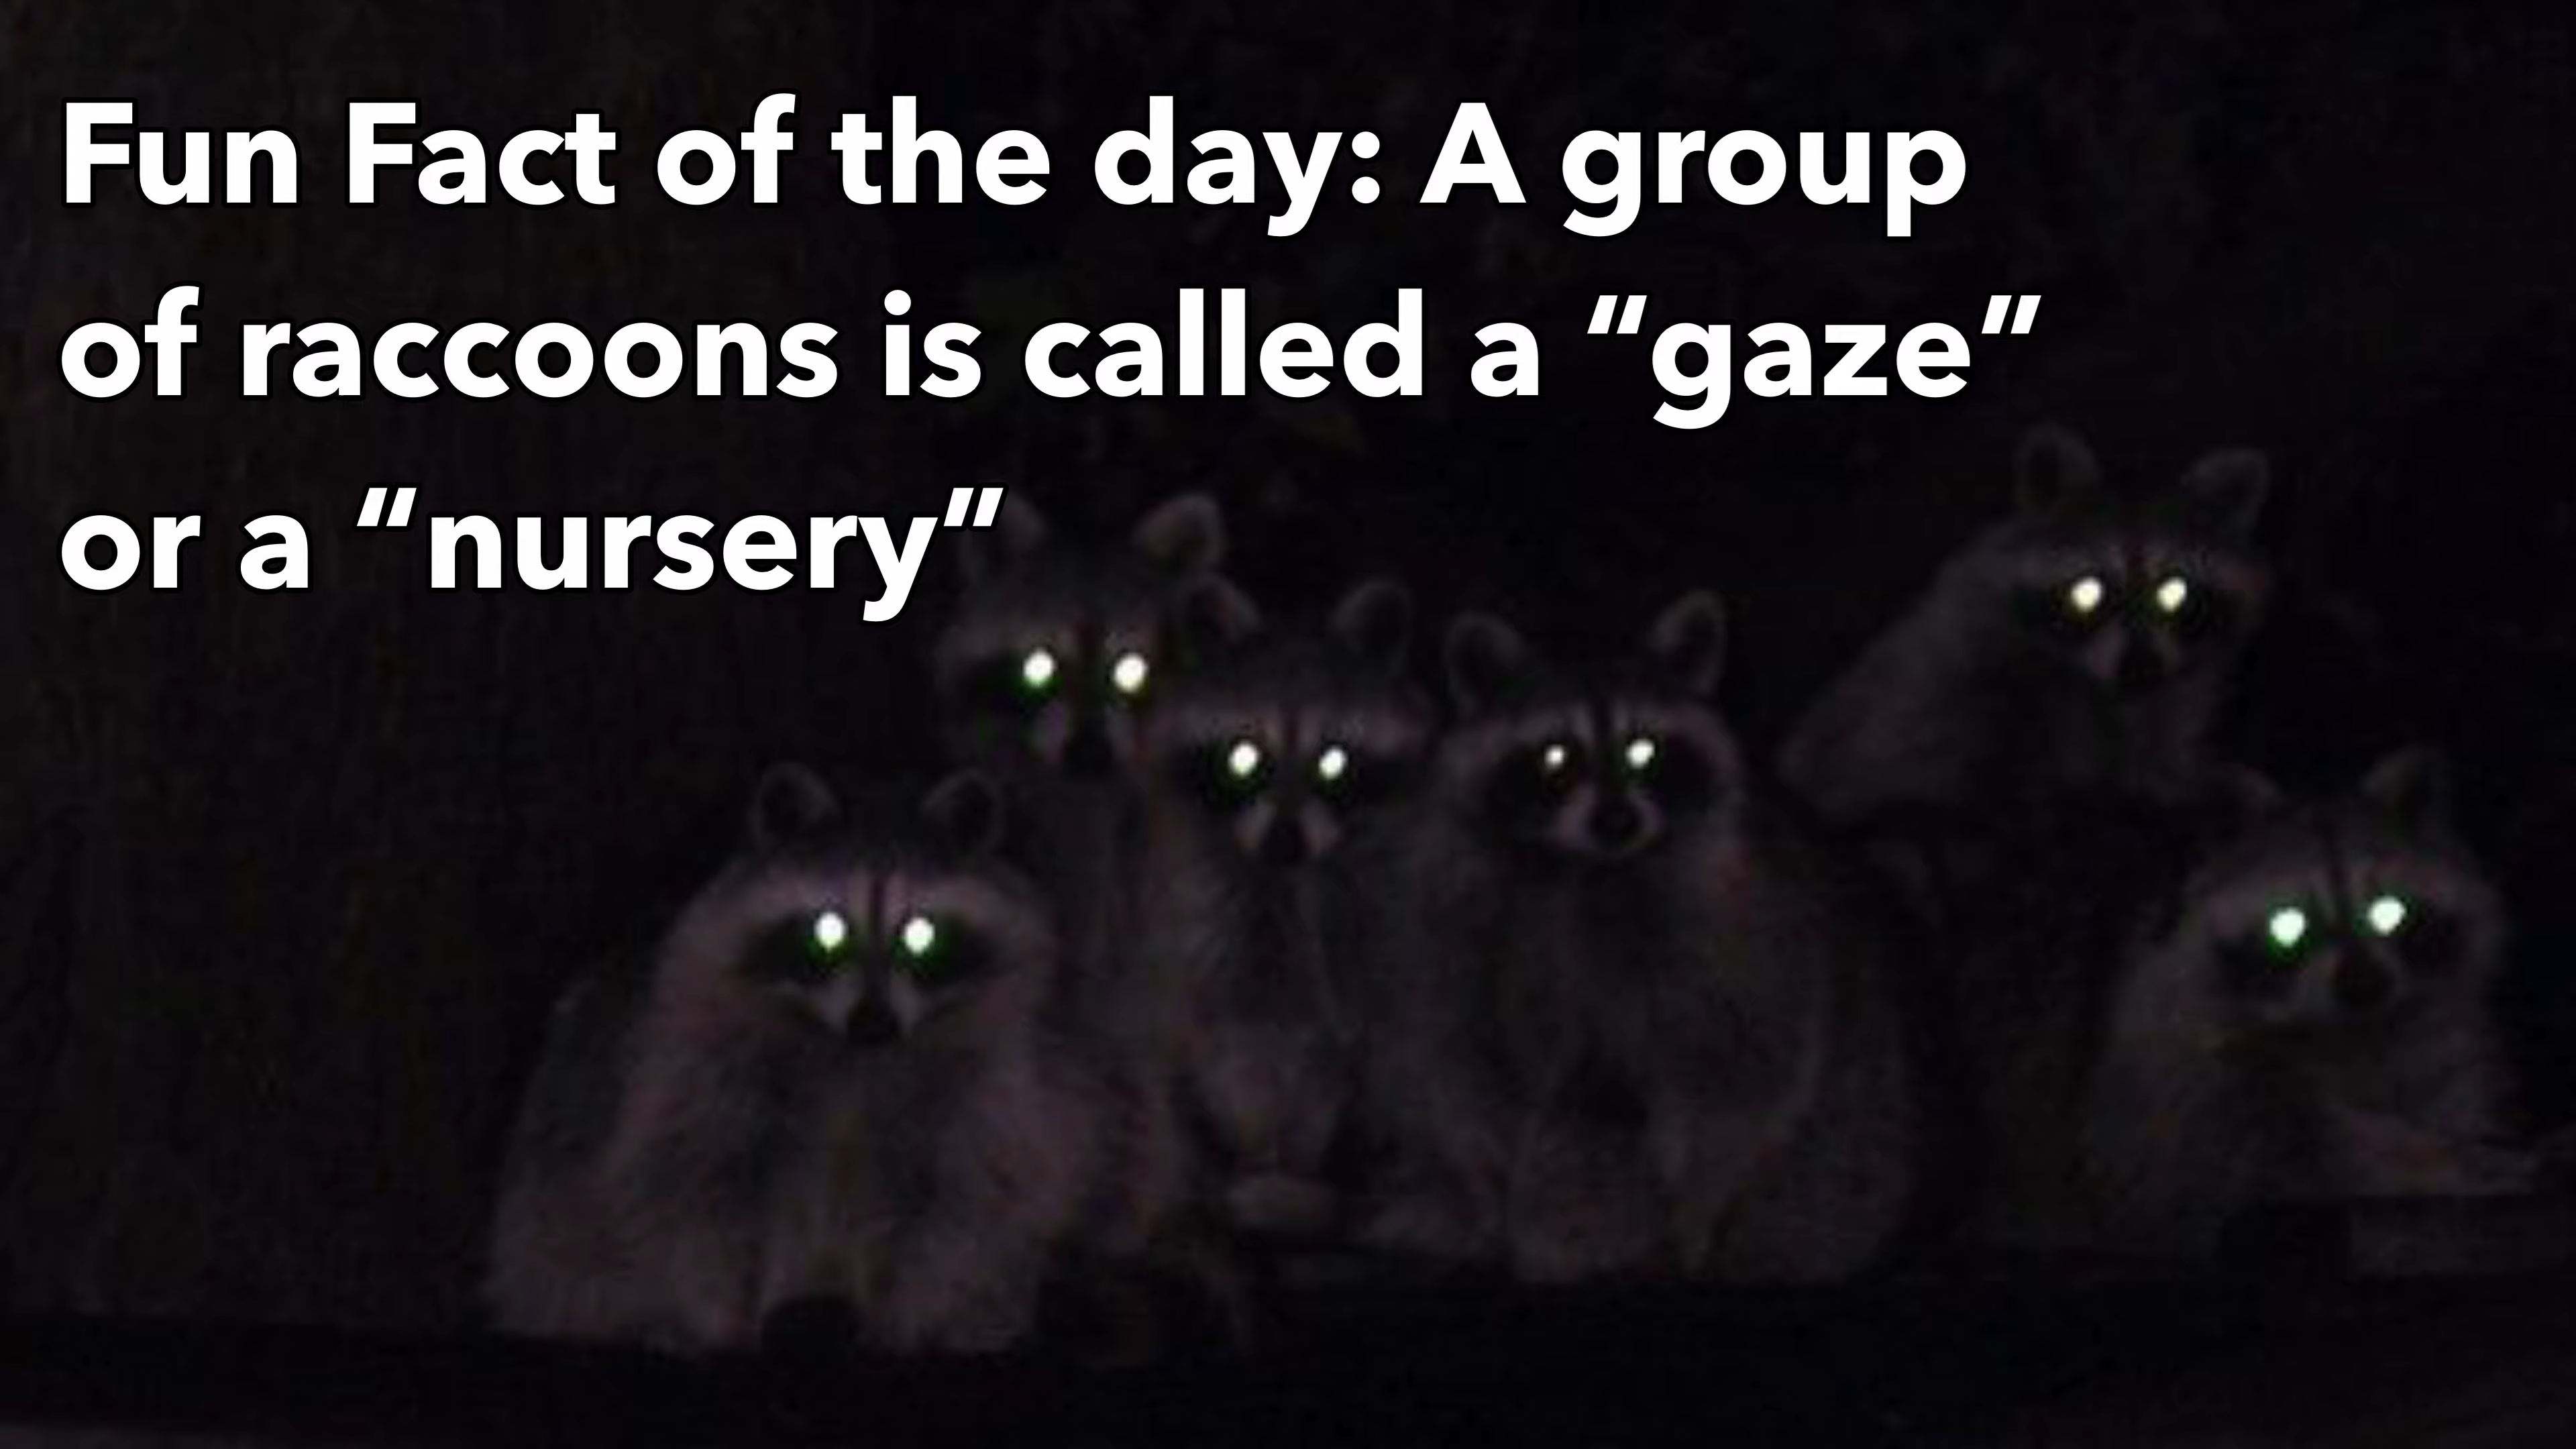 Fun Fact of the day: A group
of raccoons is called a “gaze”
or a “nursery”